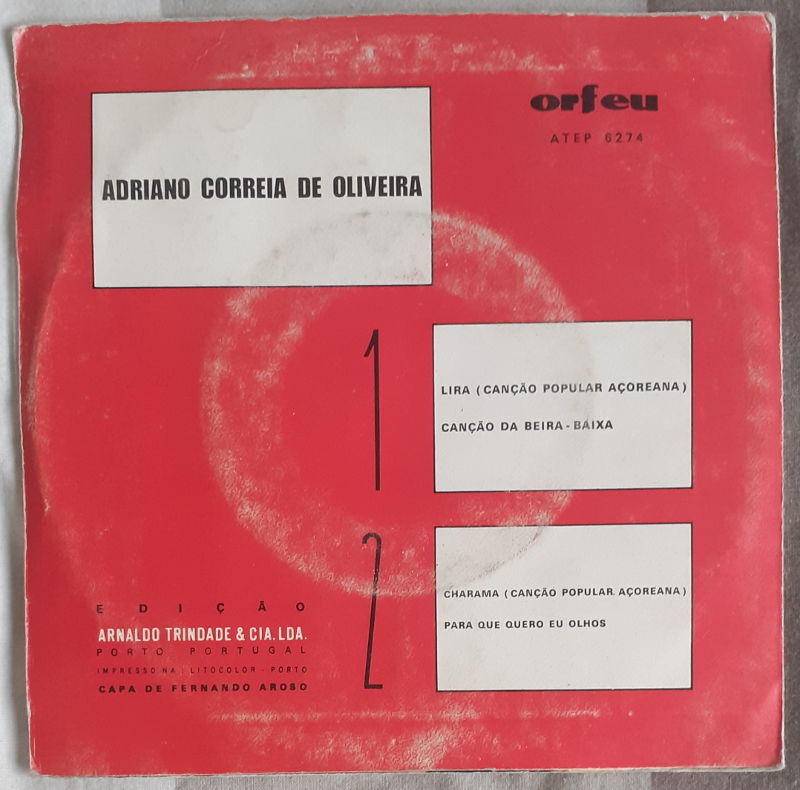 orfeu
ATEP 6274
ADRIANO CORREIA DE OLIVEIRA
1
LIRA (CANÇÃO POPULAR AÇOREANA)
CANÇÃO DA BEIRA-BAIXA
2
CHARAMA (CANÇÃO POPULAR AÇOREANA)
PARA QUE QUERO EU OLHOS
EDIÇÃO
ARNALDO TRINDADE & CIA. LDA.
PORTO PORTUGAL
IMPRESSO NA: LITOCOLOR - PORTO
CAPA DE FERNANDO AROSO